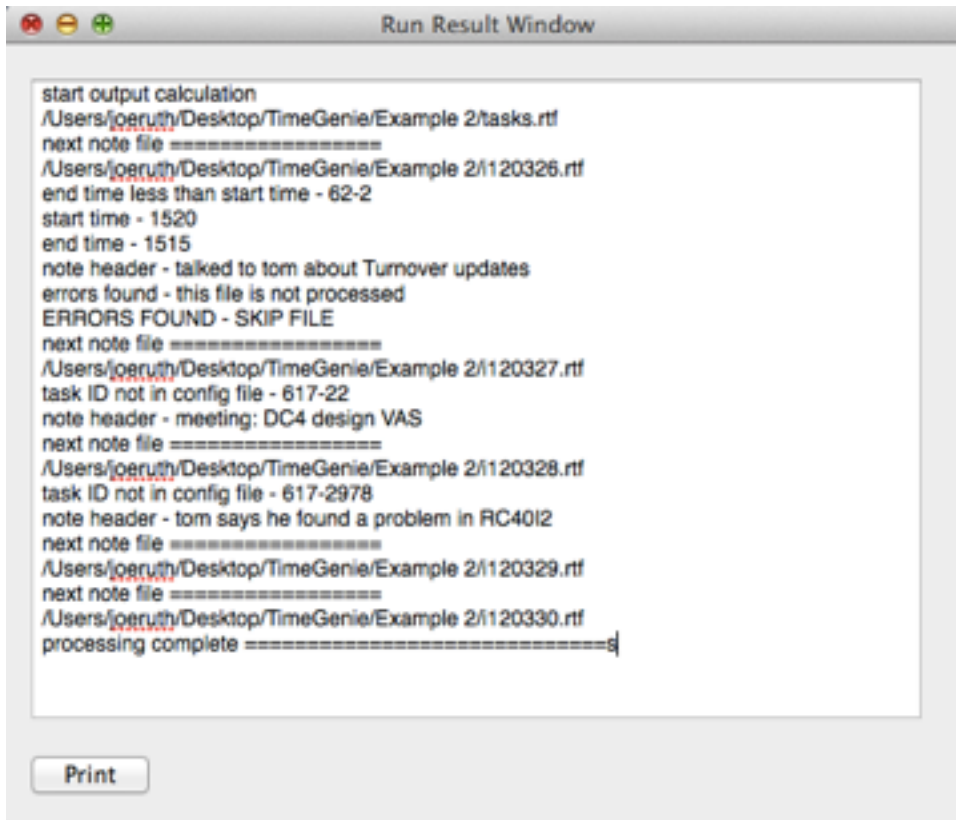 Run Result Window
start output calculation
/Users/joeruth/Desktop/TimeGenie/Example 2/tasks.rtf
next note file =================
/Users/joeruth/Desktop/TimeGenie/Example 2/i120326.rtf
end time less than start time - 62-2
start time - 1520
end time - 1515
note header - talked to tom about Turnover updates
errors found - this file is not processed
ERRORS FOUND - SKIP FILE
next note file =================
/Users/joeruth/Desktop/TimeGenie/Example 2/i120327.rtf
task ID not in config file - 617-22
note header - meeting: DC4 design VAS
next note file =================
/Users/joeruth/Desktop/TimeGenie/Example 2/i120328.rtf
task ID not in config file - 617-2978
note header - tom says he found a problem in RC40I2
next note file =================
/Users/joeruth/Desktop/TimeGenie/Example 2/i120329.rtf
next note file =================
/Users/joeruth/Desktop/TimeGenie/Example 2/i120330.rtf
processing complete =============================s
Print